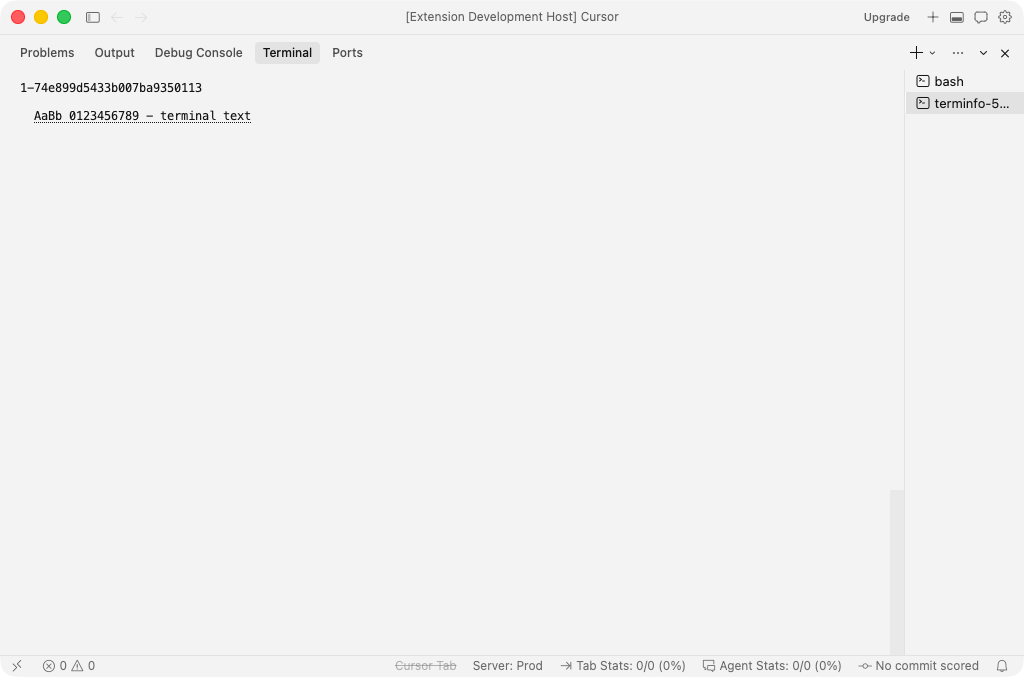 [Extension Development Host] Cursor
Upgrade
Problems Output Debug Console Terminal Ports
1-74e899d5433b007ba9350113
AaBb 0123456789 - terminal text
bash
terminfo-5...
0 0 Cursor Tab Server: Prod Tab Stats: 0/0 (0%) Agent Stats: 0/0 (0%) No commit scored